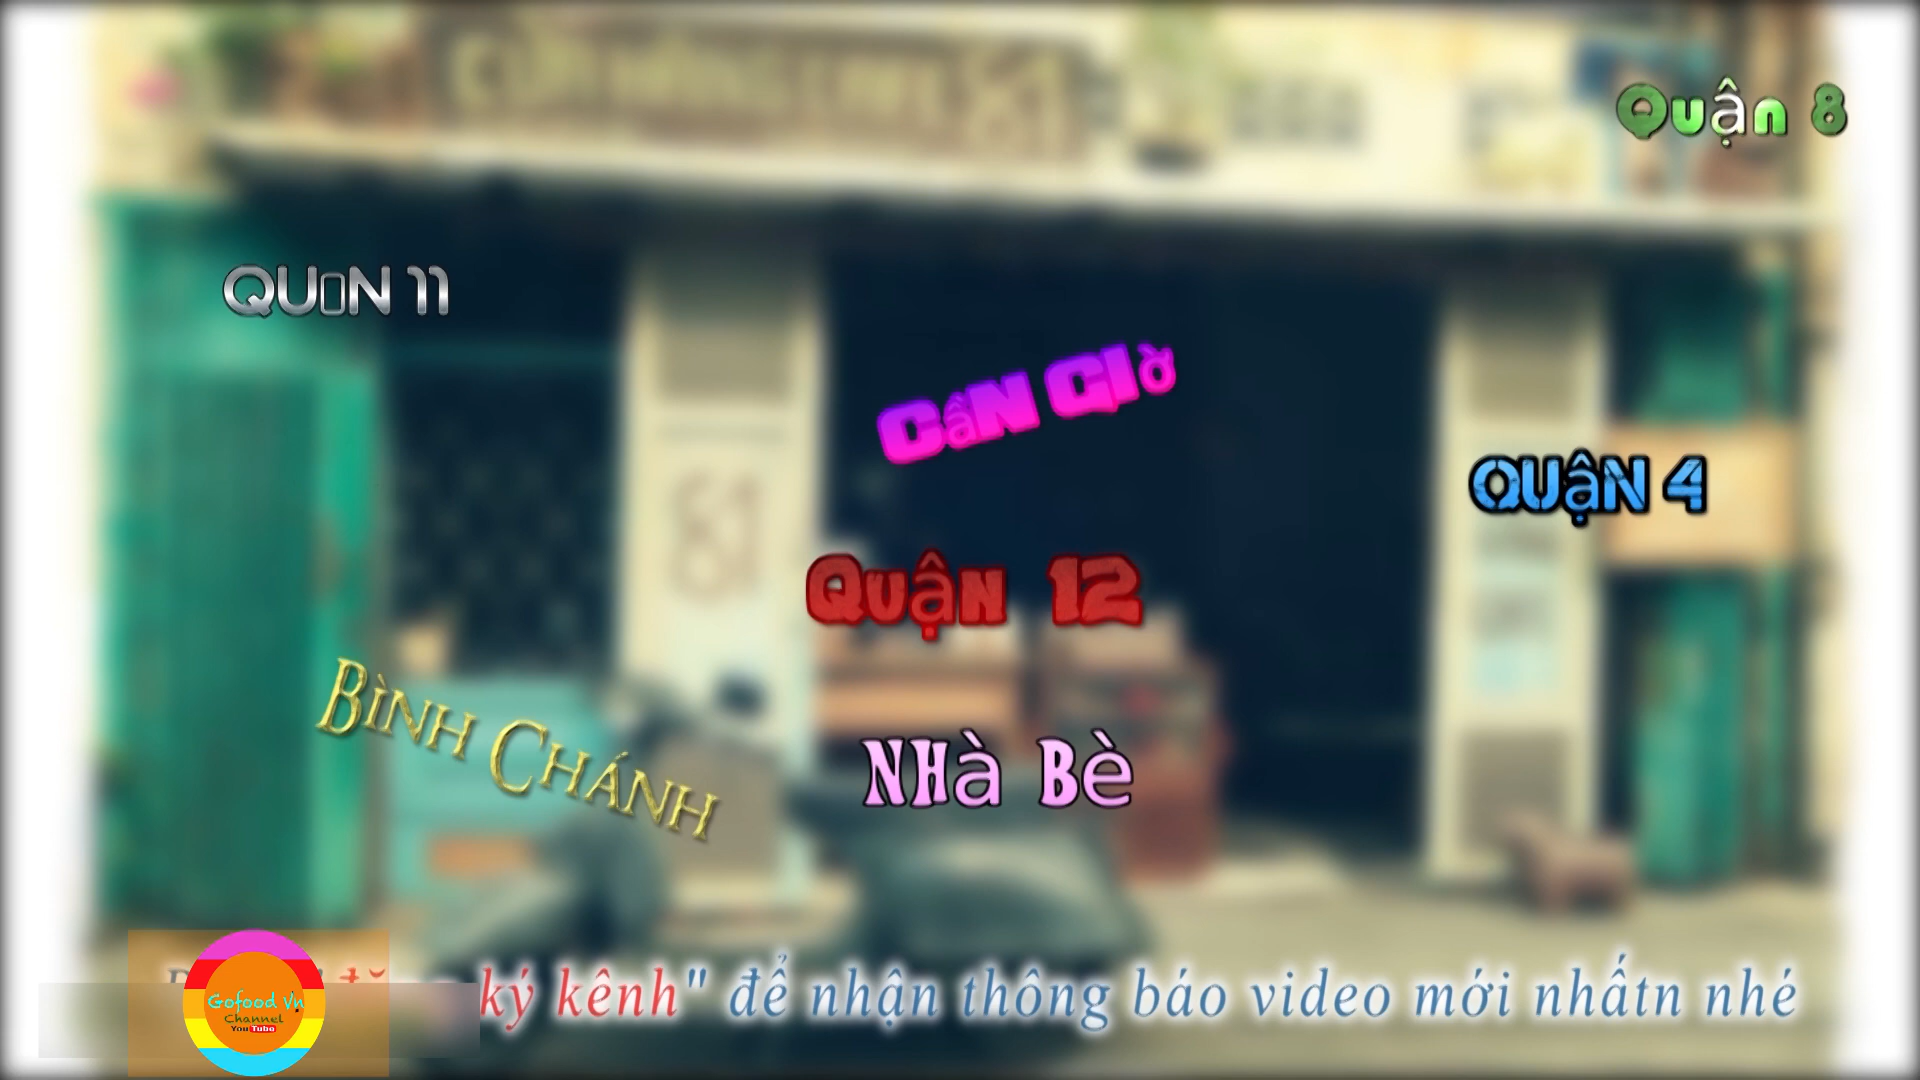 Quận 8
QU▯N 11
Cần Giờ
QUậN 4
Quận 12
Bình Chánh
NHà Bè
ký kênh" để nhận thông báo video mới nhấtn nhé
Gofood Vn
Channel
YouTube
61